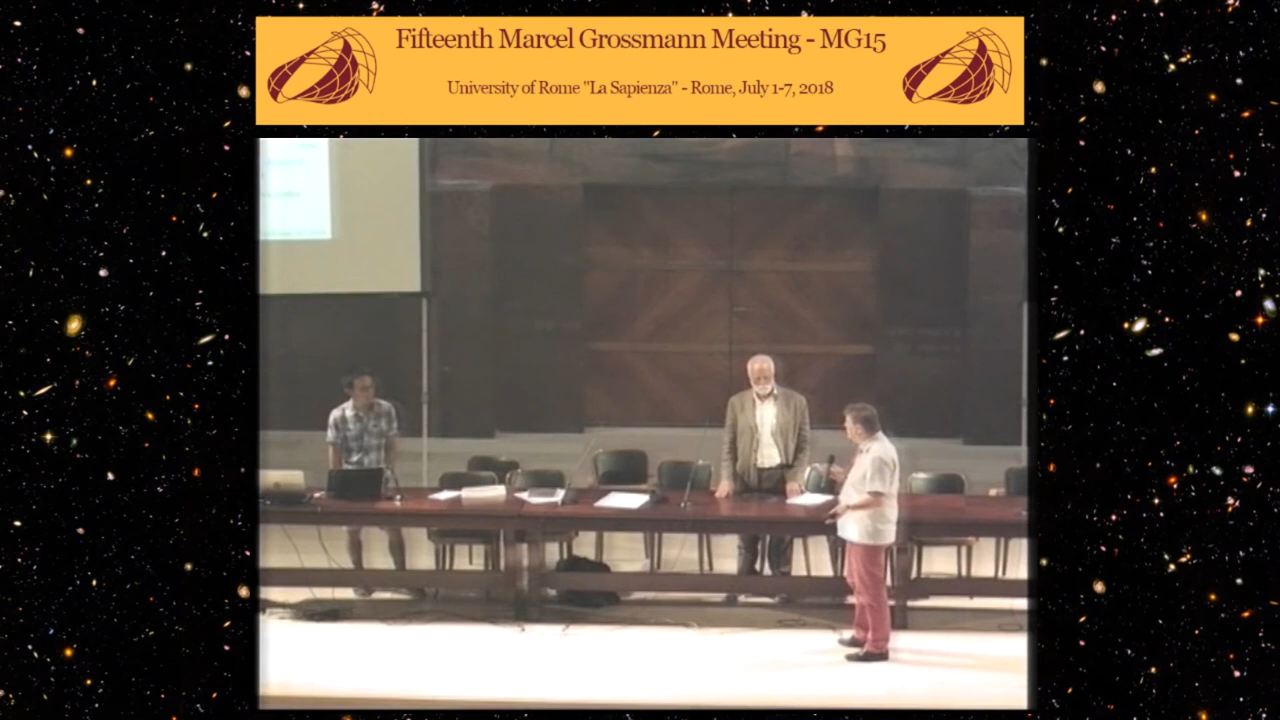 Fifteenth Marcel Grossmann Meeting - MG15
University of Rome "La Sapienza" - Rome, July 1-7, 2018